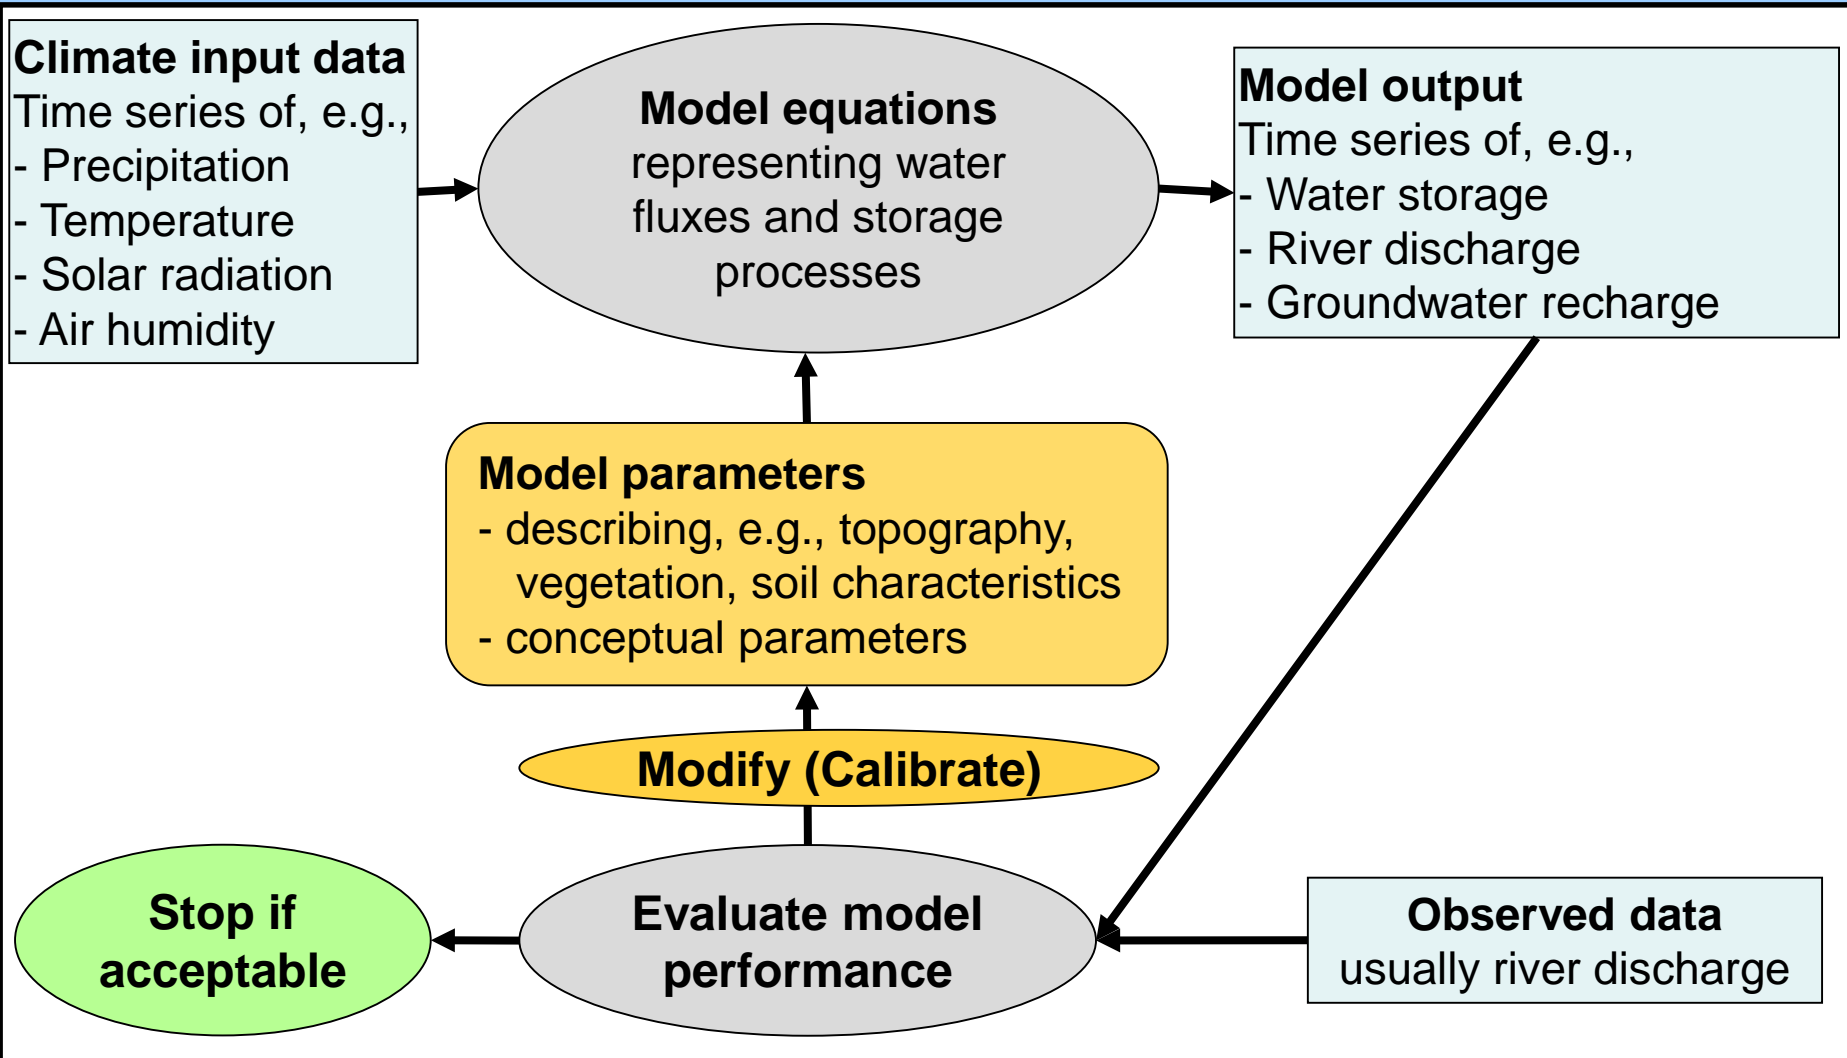 Climate input data
Time series of, e.g.,
- Precipitation
- Temperature
- Solar radiation
- Air humidity
Model equations
representing water
fluxes and storage
processes
Model output
Time series of, e.g.,
- Water storage
- River discharge
- Groundwater recharge
Model parameters
- describing, e.g., topography,
vegetation, soil characteristics
- conceptual parameters
Modify (Calibrate)
Stop if
acceptable
Evaluate model
performance
Observed data
usually river discharge